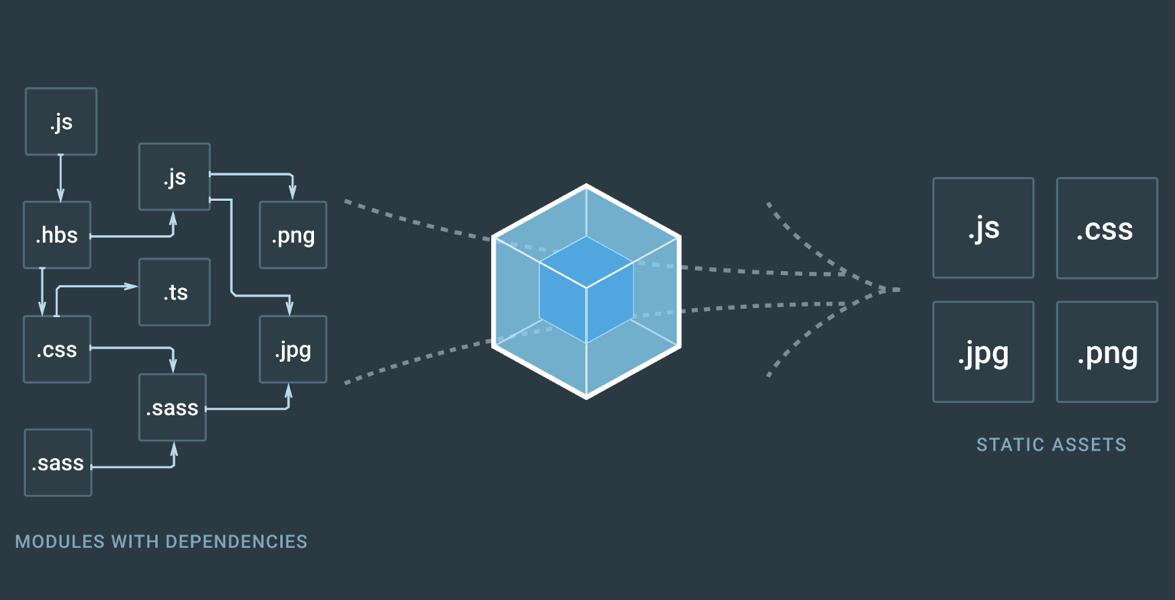 .js
.js
.hbs
.png
.ts
.css
.jpg
.sass
.sass
MODULES WITH DEPENDENCIES
.js
.css
.jpg
.png
STATIC ASSETS